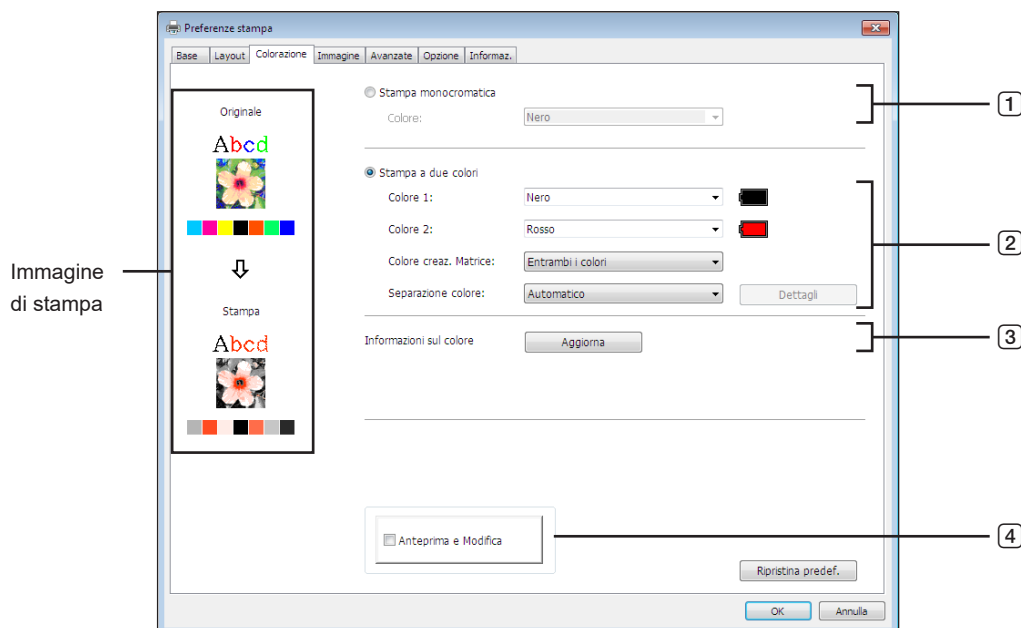 Preferenze stampa
Base Layout Colorazione Immagine Avanzate Opzione Informaz.
Originale
Abcd
Stampa
Abcd
Immagine
di stampa
Stampa monocromatica
Colore: Nero
1
Stampa a due colori
Colore 1: Nero
Colore 2: Rosso
Colore creaz. Matrice: Entrambi i colori
Separazione colore: Automatico Dettagli
2
Informazioni sul colore Aggiorna
3
Anteprima e Modifica
4
Ripristina predef.
OK Annulla